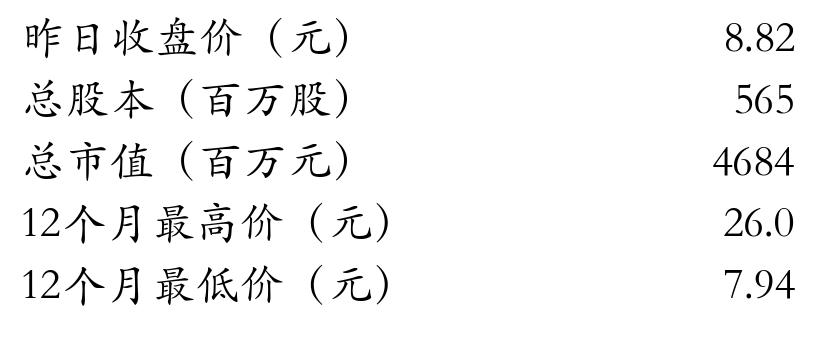 昨日收盘价（元） 8.82
总股本（百万股） 565
总市值（百万元） 4684
12个月最高价（元） 26.0
12个月最低价（元） 7.94